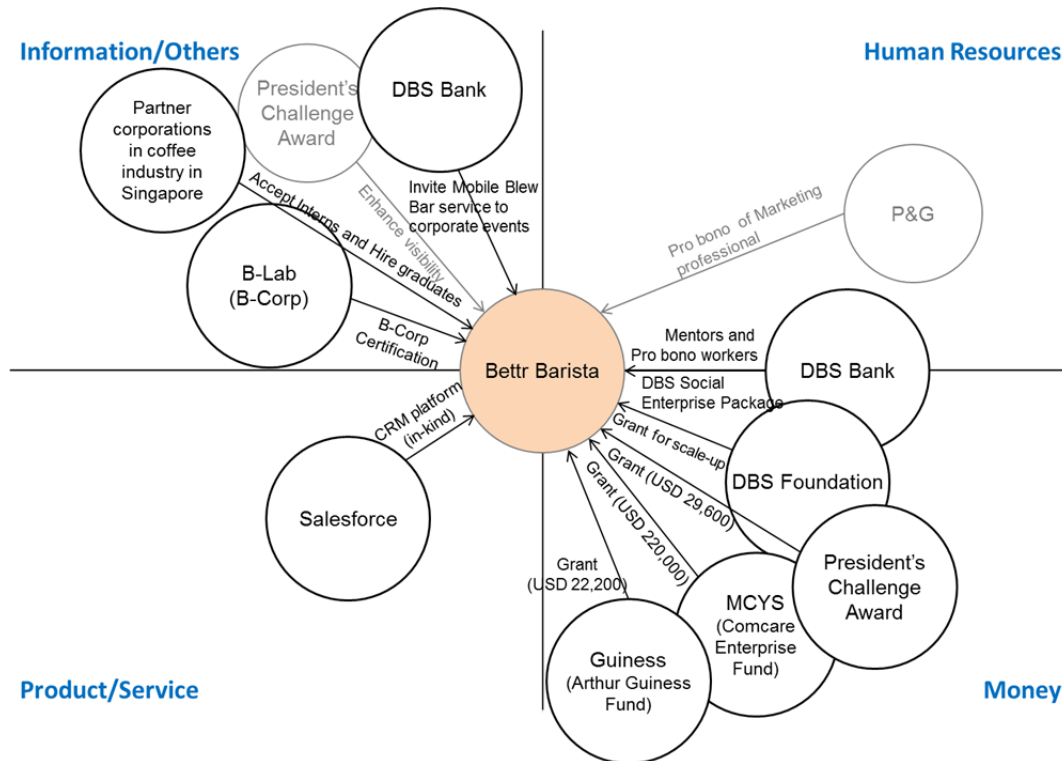 Information/Others
Human Resources
Partner
corporations
in coffee
industry in
Singapore
President's
Challenge
Award
DBS Bank
Accept Interns and Hire graduates
Enhance visibility
Invite Mobile Blew
Bar service to
corporate events
B-Lab
(B-Corp)
B-Corp
Certification
Pro bono of Marketing
professional
P&G
Bettr Barista
Mentors and
Pro bono workers
DBS Bank
DBS Social
Enterprise Package
CRM platform
(in-kind)
Salesforce
Grant for scale-up
DBS Foundation
Grant (USD 29,600)
President's
Challenge
Award
Grant (USD 220,000)
MCYS
(Comcare
Enterprise
Fund)
Grant
(USD 22,200)
Guiness
(Arthur Guiness
Fund)
Product/Service
Money